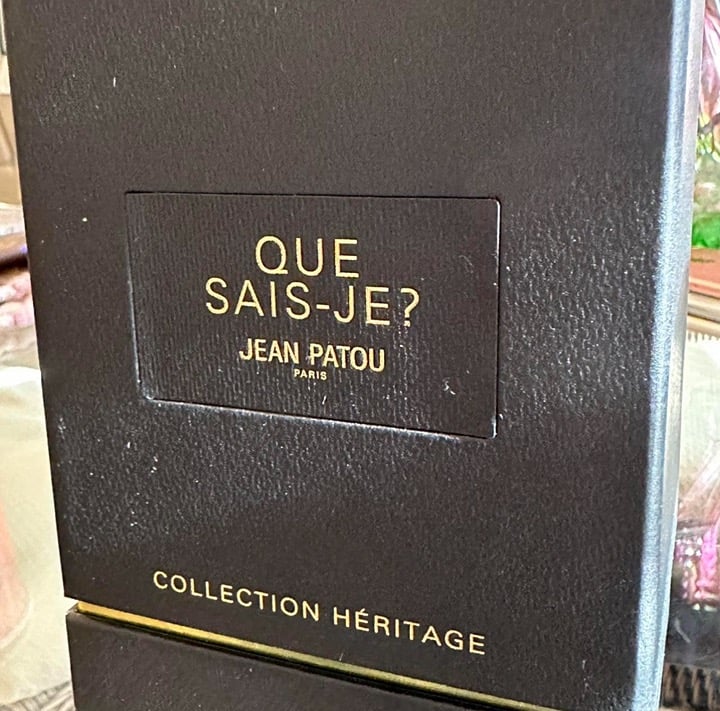 QUE
SAIS-JE?
JEAN PATOU
PARIS
COLLECTION HÉRITAGE